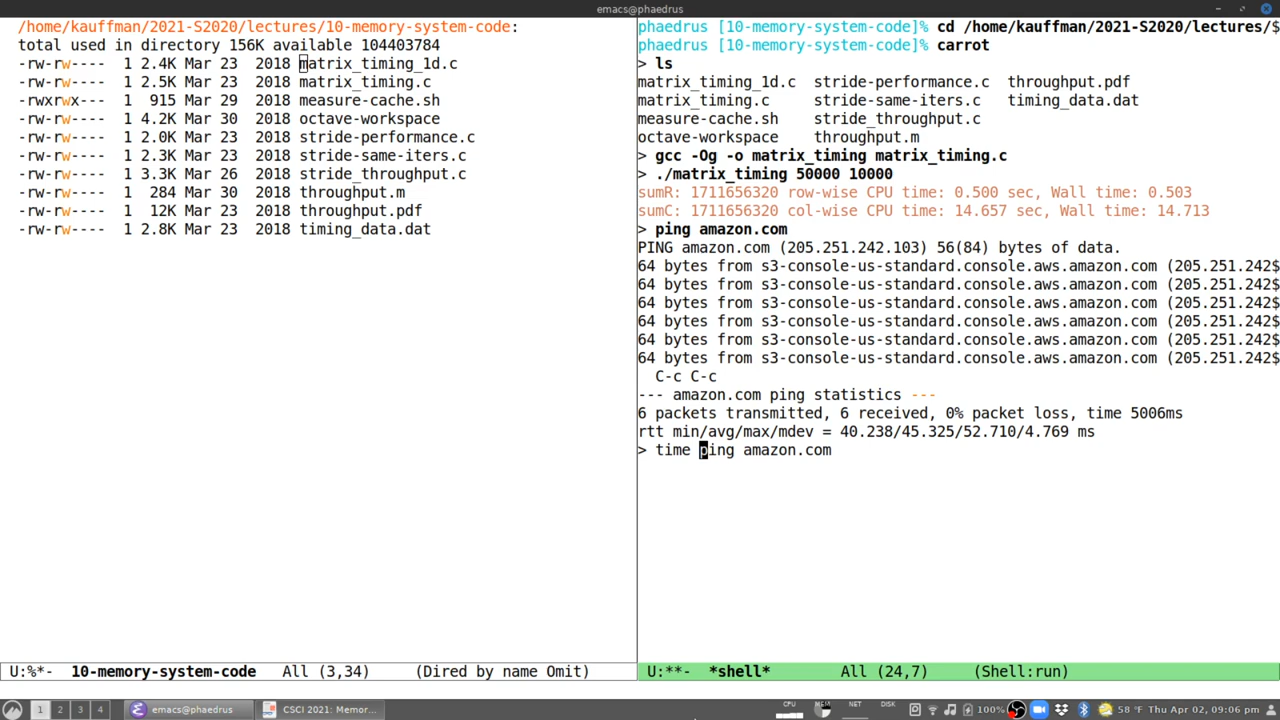 emacs@phaedrus
/home/kauffman/2021-S2020/lectures/10-memory-system-code:
total used in directory 156K available 104403784
-rw-rw---- 1 2.4K Mar 23 2018 matrix_timing_1d.c
-rw-rw---- 1 2.5K Mar 23 2018 matrix_timing.c
-rwxrwx--- 1 915 Mar 29 2018 measure-cache.sh
-rw-rw---- 1 4.2K Mar 30 2018 octave-workspace
-rw-rw---- 1 2.0K Mar 23 2018 stride-performance.c
-rw-rw---- 1 2.3K Mar 23 2018 stride-same-iters.c
-rw-rw---- 1 3.3K Mar 26 2018 stride_throughput.c
-rw-rw---- 1 284 Mar 30 2018 throughput.m
-rw-rw---- 1 12K Mar 23 2018 throughput.pdf
-rw-rw---- 1 2.8K Mar 23 2018 timing_data.dat
U:%*- 10-memory-system-code All (3,34) (Dired by name Omit)
phaedrus [10-memory-system-code]% cd /home/kauffman/2021-S2020/lectures/$
phaedrus [10-memory-system-code]% carrot
> ls
matrix_timing_1d.c stride-performance.c throughput.pdf
matrix_timing.c stride-same-iters.c timing_data.dat
measure-cache.sh stride_throughput.c
octave-workspace throughput.m
> gcc -Og -o matrix_timing matrix_timing.c
> ./matrix_timing 50000 10000
sumR: 1711656320 row-wise CPU time: 0.500 sec, Wall time: 0.503
sumC: 1711656320 col-wise CPU time: 14.657 sec, Wall time: 14.713
> ping amazon.com
PING amazon.com (205.251.242.103) 56(84) bytes of data.
64 bytes from s3-console-us-standard.console.aws.amazon.com (205.251.242$
64 bytes from s3-console-us-standard.console.aws.amazon.com (205.251.242$
64 bytes from s3-console-us-standard.console.aws.amazon.com (205.251.242$
64 bytes from s3-console-us-standard.console.aws.amazon.com (205.251.242$
64 bytes from s3-console-us-standard.console.aws.amazon.com (205.251.242$
64 bytes from s3-console-us-standard.console.aws.amazon.com (205.251.242$
C-c C-c
--- amazon.com ping statistics ---
6 packets transmitted, 6 received, 0% packet loss, time 5006ms
rtt min/avg/max/mdev = 40.238/45.325/52.710/4.769 ms
> time ping amazon.com
U:**- *shell* All (24,7) (Shell:run)
1 2 3 4 emacs@phaedrus CSCI 2021: Memor... CPU MEM NET DISK 100% 58 °F Thu Apr 02, 09:06 pm